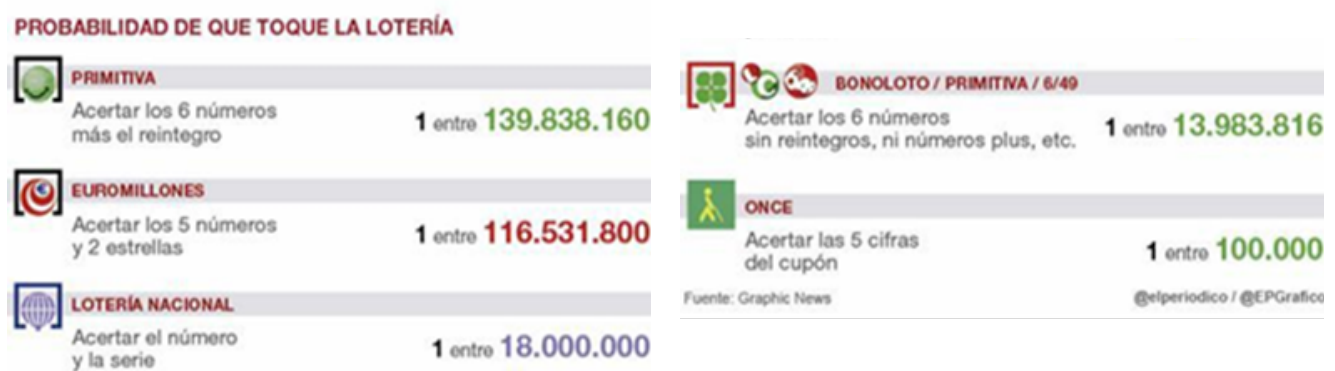 PROBABILIDAD DE QUE TOQUE LA LOTERÍA
PRIMITIVA
Acertar los 6 números
más el reintegro
1 entre 139.838.160
EUROMILLONES
Acertar los 5 números
y 2 estrellas
1 entre 116.531.800
LOTERÍA NACIONAL
Acertar el número
y la serie
1 entre 18.000.000
BONOLOTO / PRIMITIVA / 6/49
Acertar los 6 números
sin reintegros, ni números plus, etc.
1 entre 13.983.816
ONCE
Acertar las 5 cifras
del cupón
1 entre 100.000
Fuente: Graphic News
@elperiodico / @EPGrafico